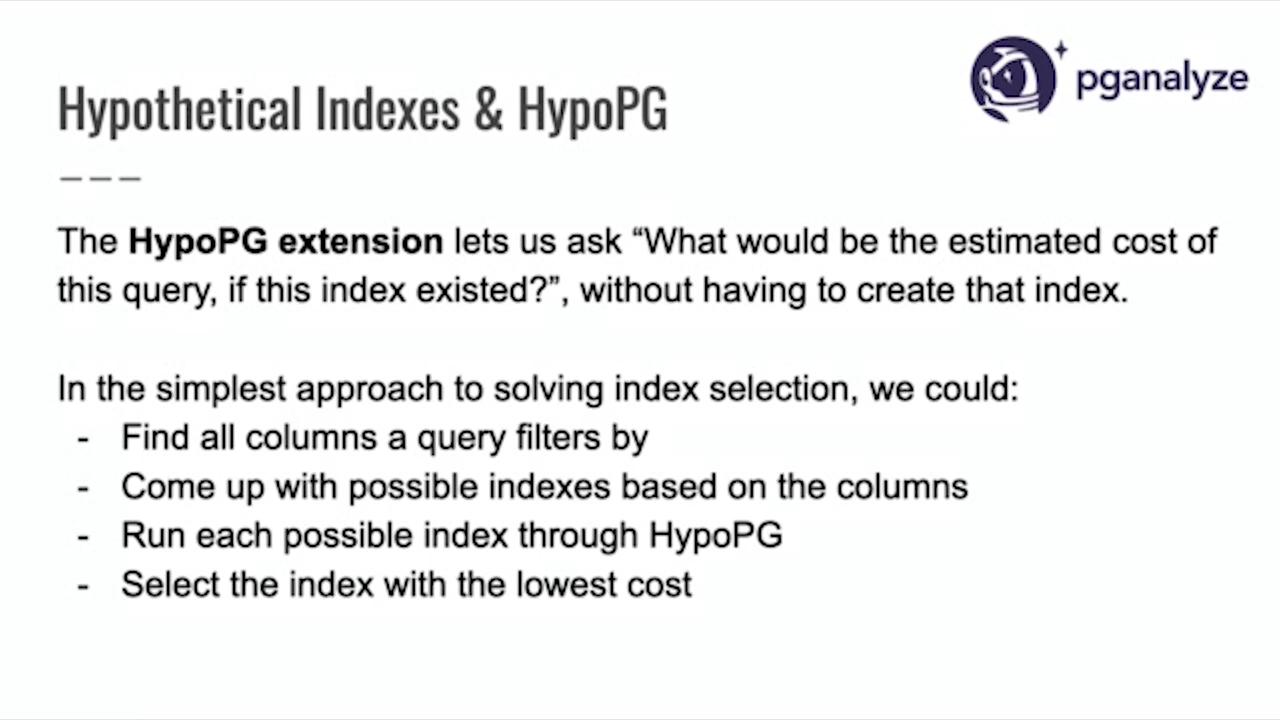 pganalyze
Hypothetical Indexes & HypoPG
The HypoPG extension lets us ask “What would be the estimated cost of
this query, if this index existed?”, without having to create that index.
In the simplest approach to solving index selection, we could:
- Find all columns a query filters by
- Come up with possible indexes based on the columns
- Run each possible index through HypoPG
- Select the index with the lowest cost